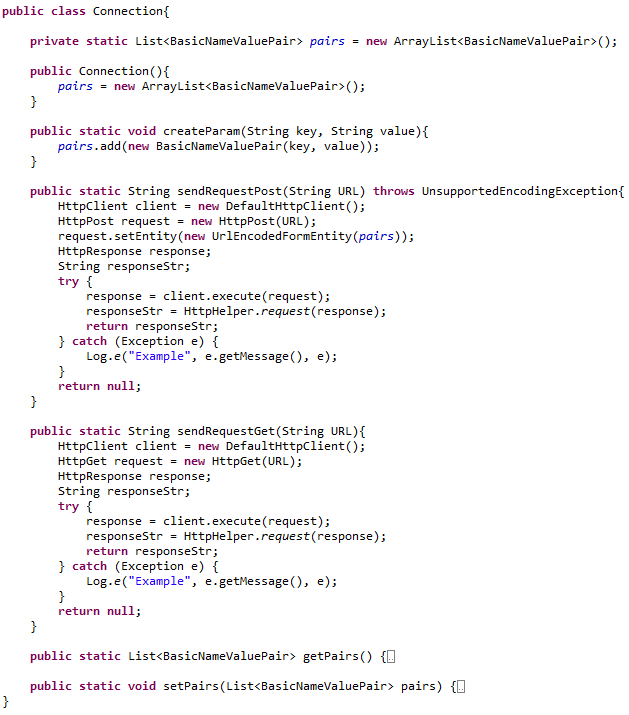 public class Connection{
private static List<BasicNameValuePair> pairs = new ArrayList<BasicNameValuePair>();
public Connection(){
pairs = new ArrayList<BasicNameValuePair>();
}
public static void createParam(String key, String value){
pairs.add(new BasicNameValuePair(key, value));
}
public static String sendRequestPost(String URL) throws UnsupportedEncodingException{
HttpClient client = new DefaultHttpClient();
HttpPost request = new HttpPost(URL);
request.setEntity(new UrlEncodedFormEntity(pairs));
HttpResponse response;
String responseStr;
try {
response = client.execute(request);
responseStr = HttpHelper.request(response);
return responseStr;
} catch (Exception e) {
Log.e("Example", e.getMessage(), e);
}
return null;
}
public static String sendRequestGet(String URL){
HttpClient client = new DefaultHttpClient();
HttpGet request = new HttpGet(URL);
HttpResponse response;
String responseStr;
try {
response = client.execute(request);
responseStr = HttpHelper.request(response);
return responseStr;
} catch (Exception e) {
Log.e("Example", e.getMessage(), e);
}
return null;
}
public static List<BasicNameValuePair> getPairs() {
public static void setPairs(List<BasicNameValuePair> pairs) {
}